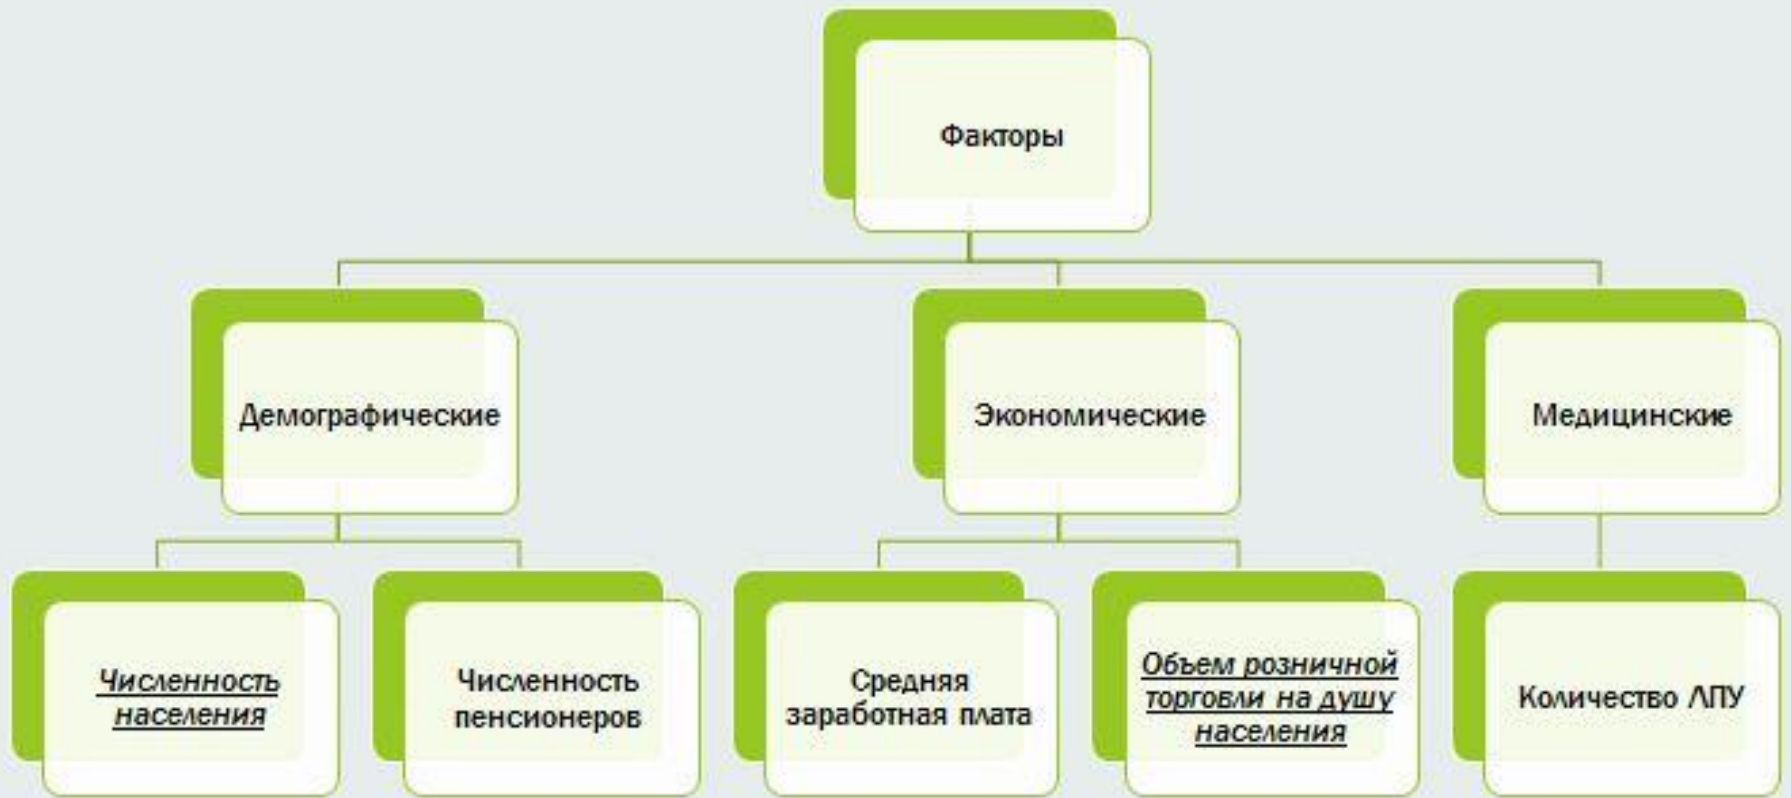 Факторы
Демографические
Экономические
Медицинские
Численность
населения
Численность
пенсионеров
Средняя
заработная плата
Объем розничной
торговли на душу
населения
Количество ЛПУ